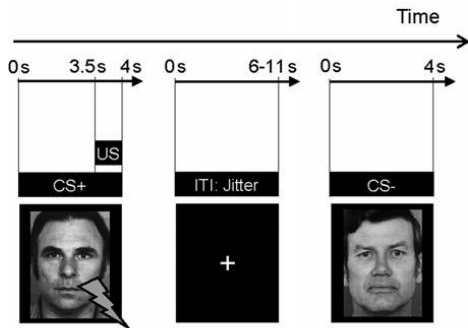 Time
0s 3.5s 4s 0s 6-11s 0s 4s
US
CS+ ITI: Jitter CS-
+